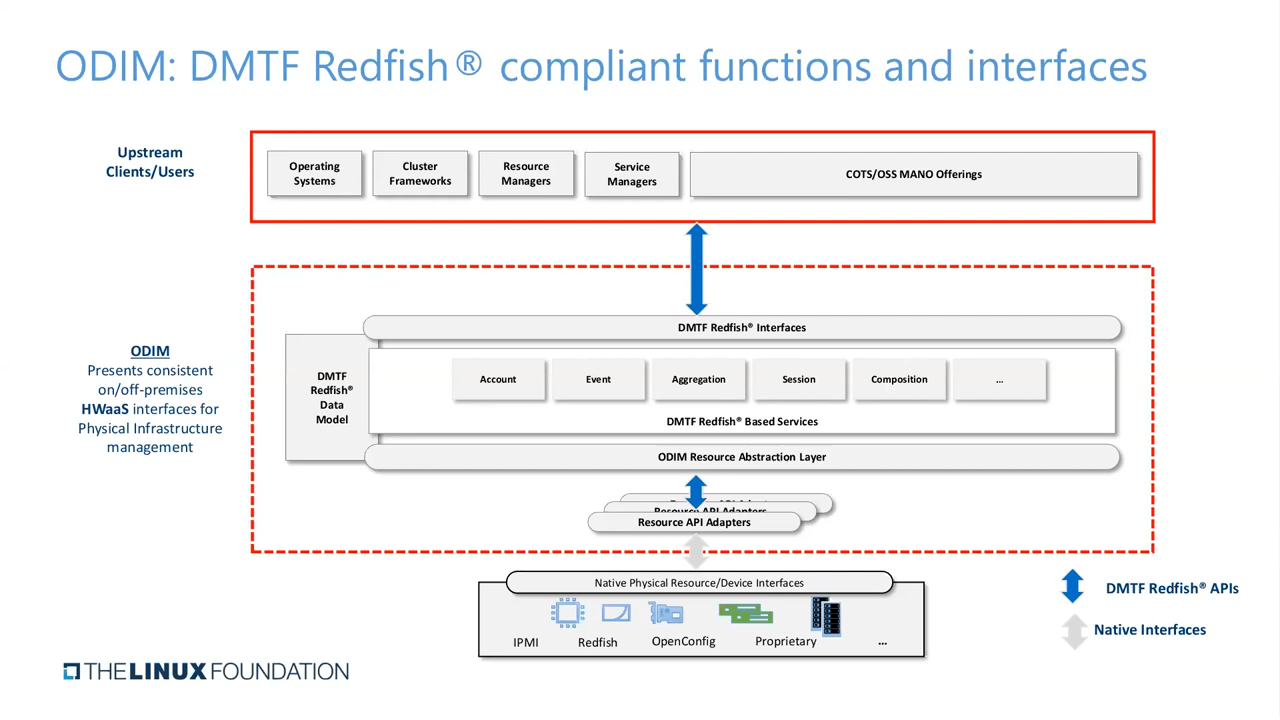 ODIM: DMTF Redfish® compliant functions and interfaces
Upstream
Clients/Users
Operating
Systems
Cluster
Frameworks
Resource
Managers
Service
Managers
COTS/OSS MANO Offerings
DMTF Redfish® Interfaces
ODIM
Presents consistent
on/off-premises
HWaaS interfaces for
Physical Infrastructure
management
DMTF
Redfish®
Data
Model
Account
Event
Aggregation
Session
Composition
...
DMTF Redfish® Based Services
ODIM Resource Abstraction Layer
Resource API Adapters
Resource API Adapters
Native Physical Resource/Device Interfaces
IPMI
Redfish
OpenConfig
Proprietary
...
DMTF Redfish® APIs
Native Interfaces
THE LINUX FOUNDATION